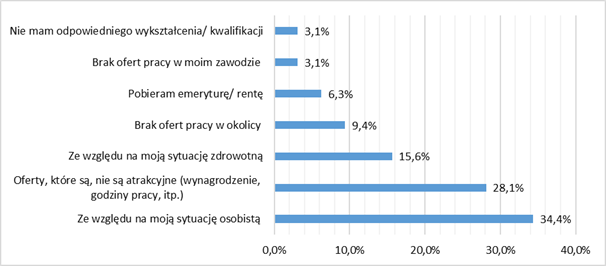 Nie mam odpowiedniego wykształcenia/ kwalifikacji 3,1%
Brak ofert pracy w moim zawodzie 3,1%
Pobieram emeryturę/ rentę 6,3%
Brak ofert pracy w okolicy 9,4%
Ze względu na moją sytuację zdrowotną 15,6%
Oferty, które są, nie są atrakcyjne (wynagrodzenie,
godziny pracy, itp.) 28,1%
Ze względu na moją sytuację osobistą 34,4%
0,0% 10,0% 20,0% 30,0% 40,0%